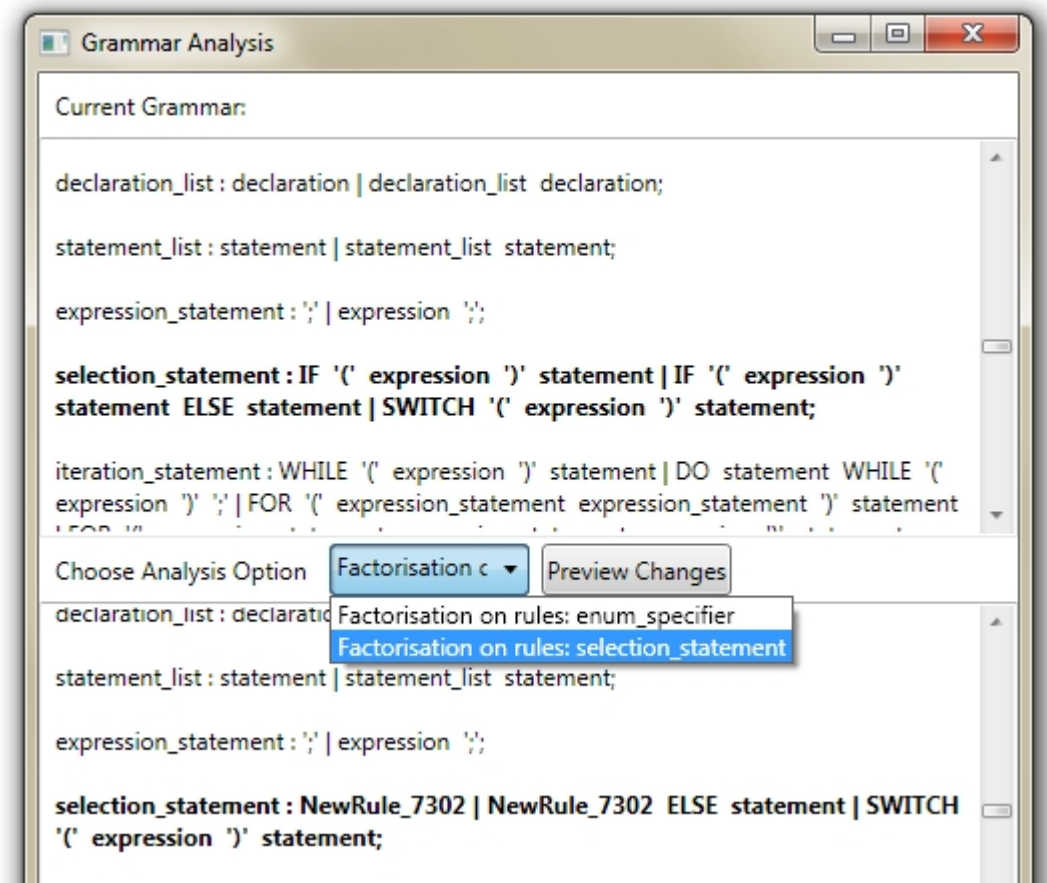 Grammar Analysis
Current Grammar:
declaration_list : declaration | declaration_list  declaration;
statement_list : statement | statement_list  statement;
expression_statement : ';' | expression  ';';
selection_statement : IF  '('  expression  ')'  statement | IF  '('  expression  ')'
statement  ELSE  statement | SWITCH  '('  expression  ')'  statement;
iteration_statement : WHILE  '('  expression  ')'  statement | DO  statement  WHILE  '('
expression  ')'  ';' | FOR  '('  expression_statement  expression_statement  ')'  statement
Choose Analysis Option
Factorisation c
Preview Changes
Factorisation on rules: enum_specifier
Factorisation on rules: selection_statement
declaration_list : declaratic
statement_list : statement | statement_list  statement;
expression_statement : ';' | expression  ';';
selection_statement : NewRule_7302 | NewRule_7302  ELSE  statement | SWITCH
'('  expression  ')'  statement;